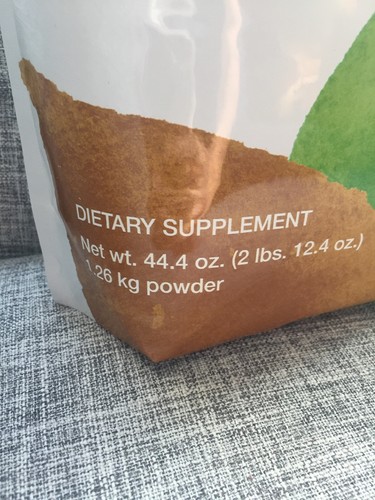 DIETARY SUPPLEMENT
Net wt. 44.4 oz. (2 lbs. 12.4 oz.)
1.26 kg powder